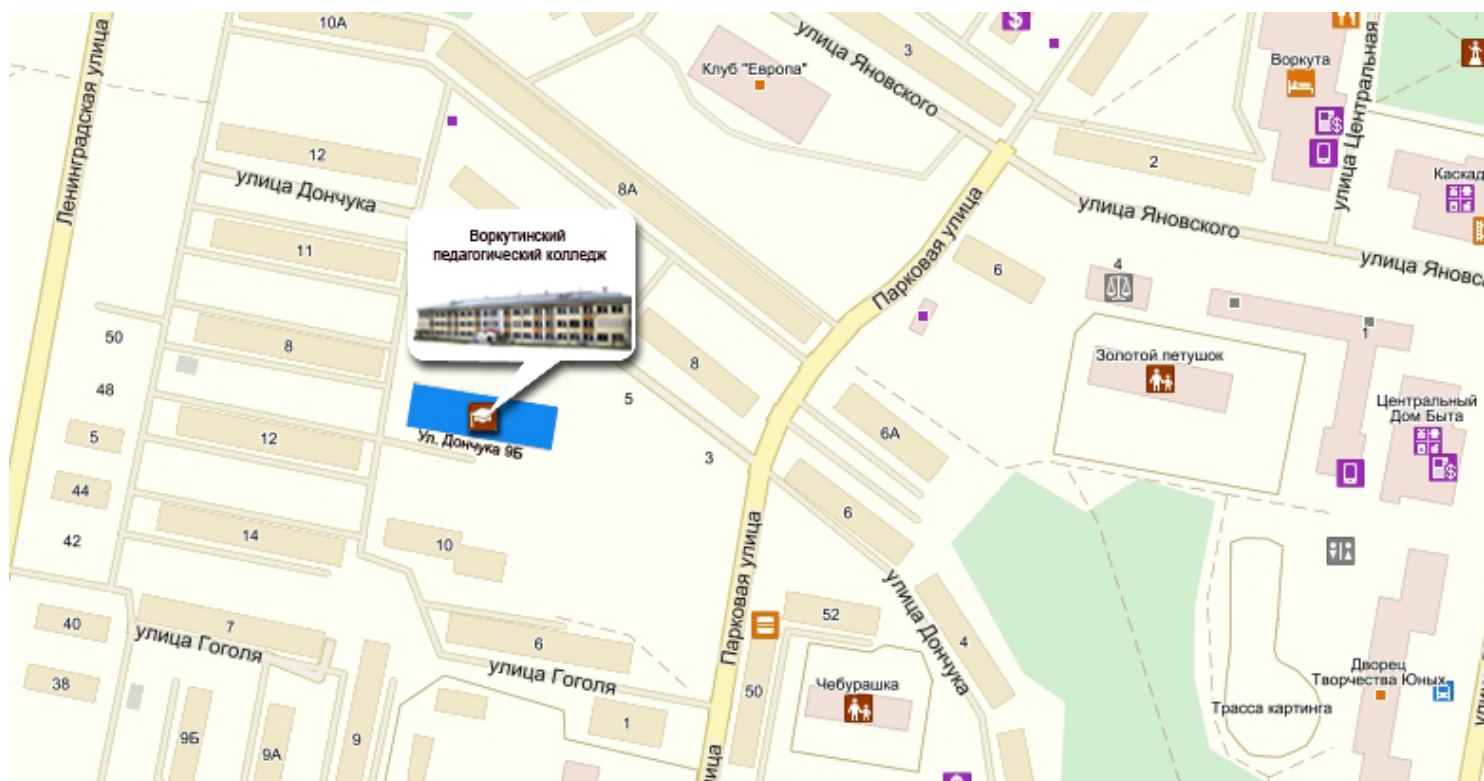 10А
Ленинградская улица
Клуб "Европа"
улица Яновского
3
Воркута
улица Центральная
12
улица Дончука
8А
2
Каскад
11
Воркутинский
педагогический колледж
Парковая улица
улица Яновского
6
4
1
50
8
8
Золотой петушок
48
5
5
12
Ул. Дончука 9Б
3
6А
Центральный
Дом Быта
44
42
14
10
6
Парковая улица
улица Дончука
40
7
улица Гоголя
6
улица Гоголя
52
4
38
50
Чебурашка
1
Дворец
Творчества Юных
Трасса картинга
9Б
9А
9